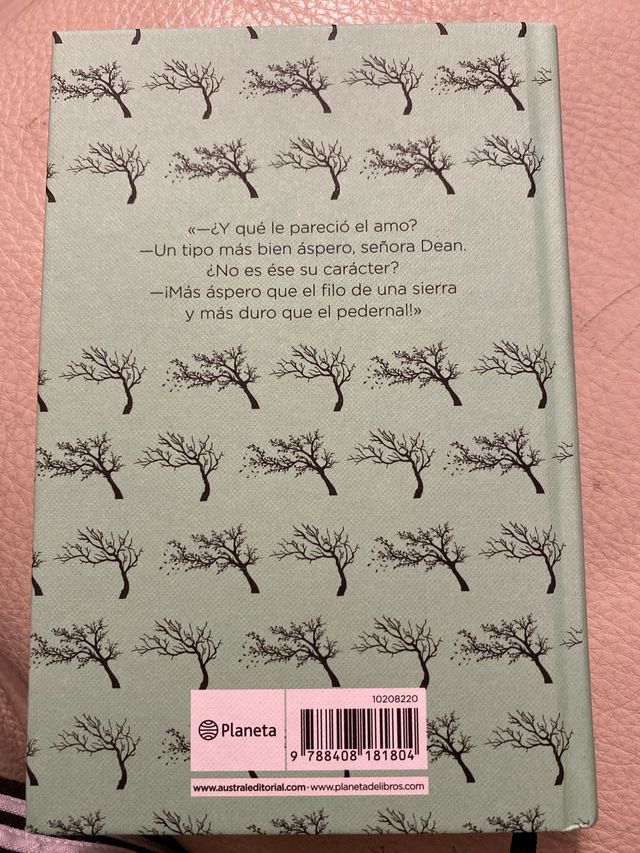 «—¿Y qué le pareció el amo?
—Un tipo más bien áspero, señora Dean.
¿No es ése su carácter?
—¡Más áspero que el filo de una sierra
y más duro que el pedernal!»
10208220
Planeta
9 788408 181804
www.australeditorial.com · www.planetadelibros.com